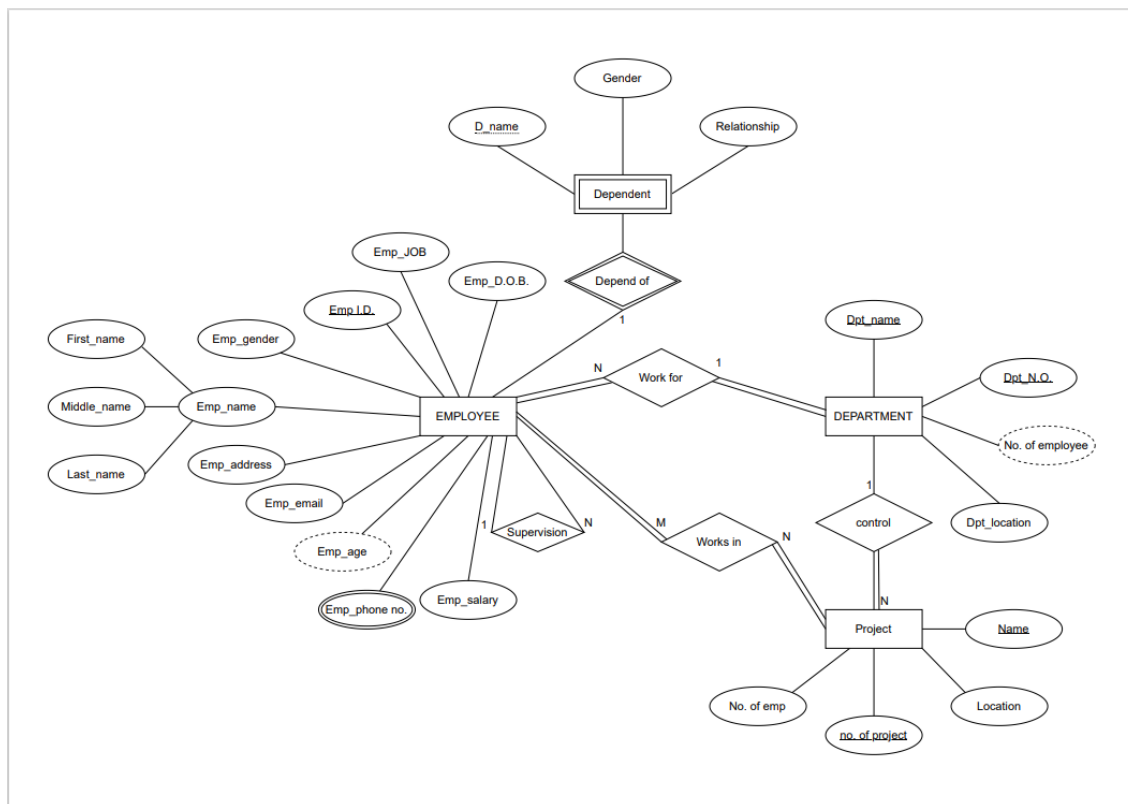 Gender
D_name
Relationship
Dependent
Emp_JOB
Emp_D.O.B.
Depend of
Emp I.D.
1
Dpt_name
First_name
Emp_gender
N
1
Work for
Dpt_N.O.
Middle_name
Emp_name
EMPLOYEE
DEPARTMENT
No. of employee
Last_name
Emp_address
Emp_email
1
Dpt_location
1
Supervision
N
M
Works in
N
control
Emp_age
Emp_phone no.
Emp_salary
N
Project
Name
No. of emp
Location
no. of project